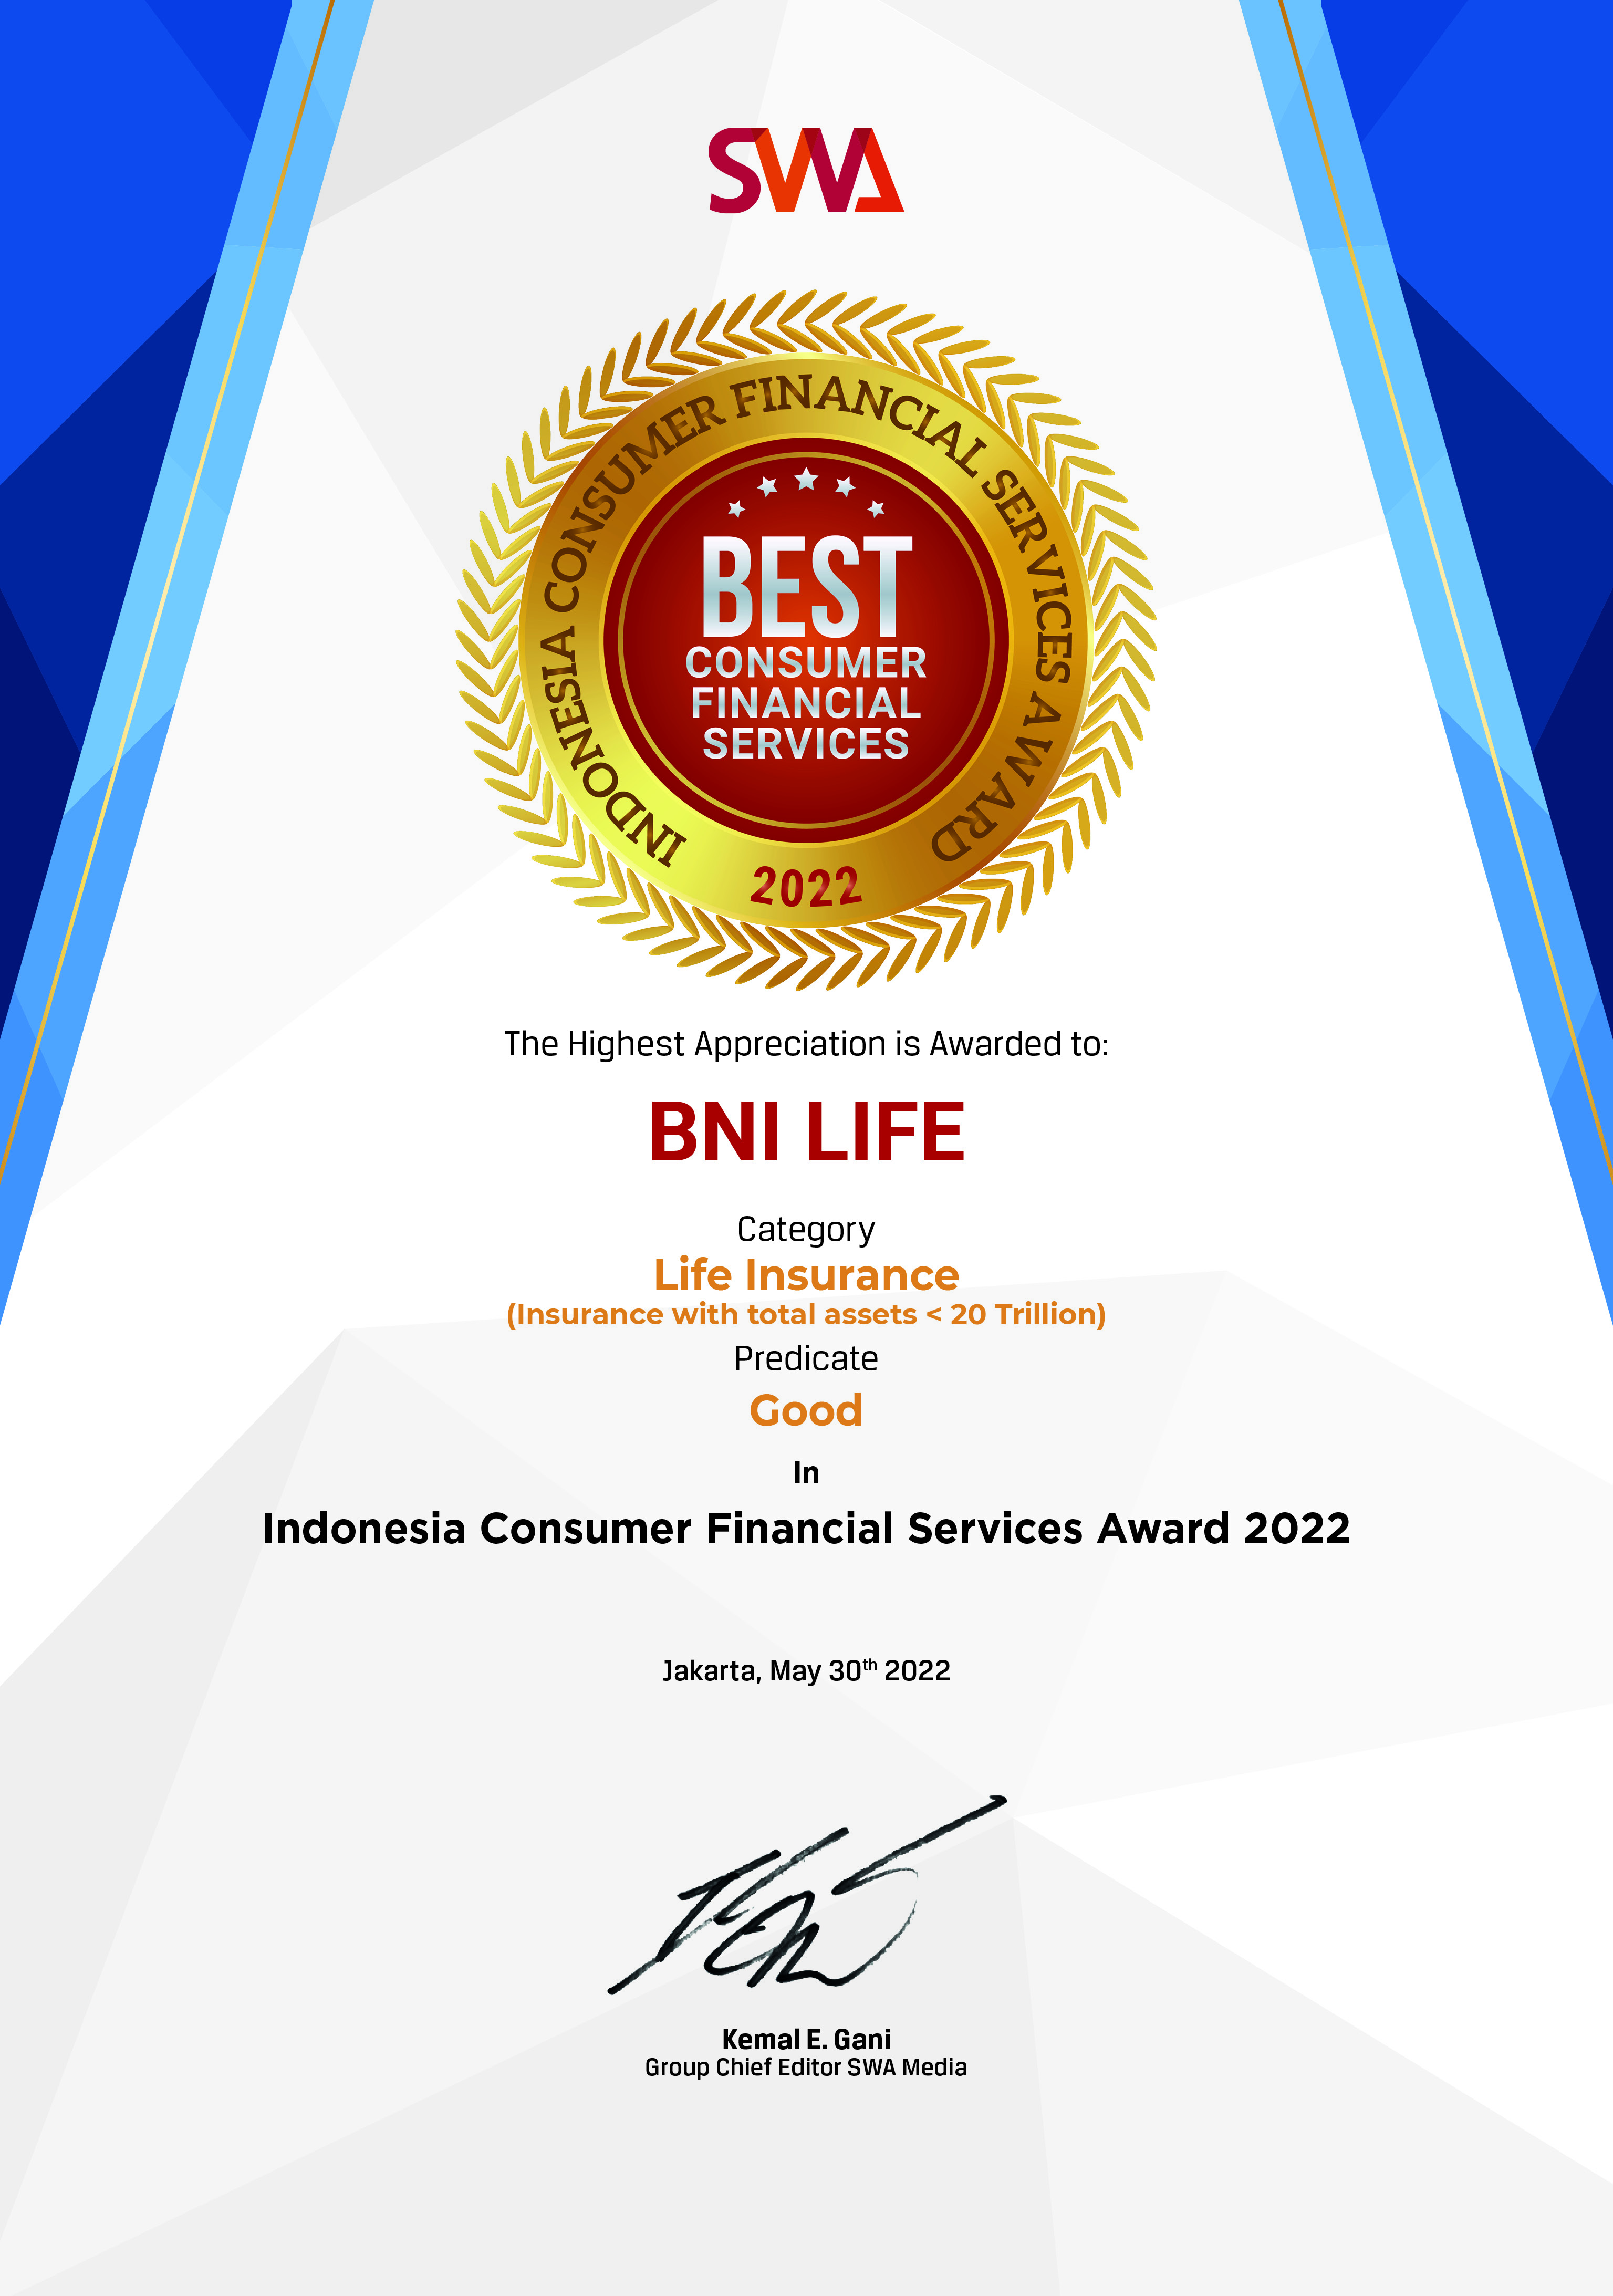 SWA
INDONESIA CONSUMER FINANCIAL SERVICES AWARD
BEST
CONSUMER
FINANCIAL
SERVICES
2022
The Highest Appreciation is Awarded to:
BNI LIFE
Category
Life Insurance
(Insurance with total assets < 20 Trillion)
Predicate
Good
In
Indonesia Consumer Financial Services Award 2022
Jakarta, May 30th 2022
Kemal E. Gani
Group Chief Editor SWA Media